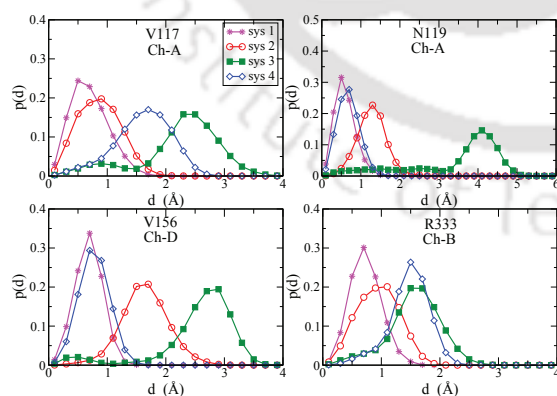 V117
Ch-A
sys 1
sys 2
sys 3
sys 4
p(d)
0.4
0.3
0.2
0.1
0
0 1 2 3 4
d (Å)
N119
Ch-A
p(d)
0.5
0.4
0.3
0.2
0.1
0
0 1 2 3 4 5 6
d (Å)
V156
Ch-D
p(d)
0.4
0.3
0.2
0.1
0
0 1 2 3 4
d (Å)
R333
Ch-B
p(d)
0.4
0.3
0.2
0.1
0
0 2 4
d (Å)